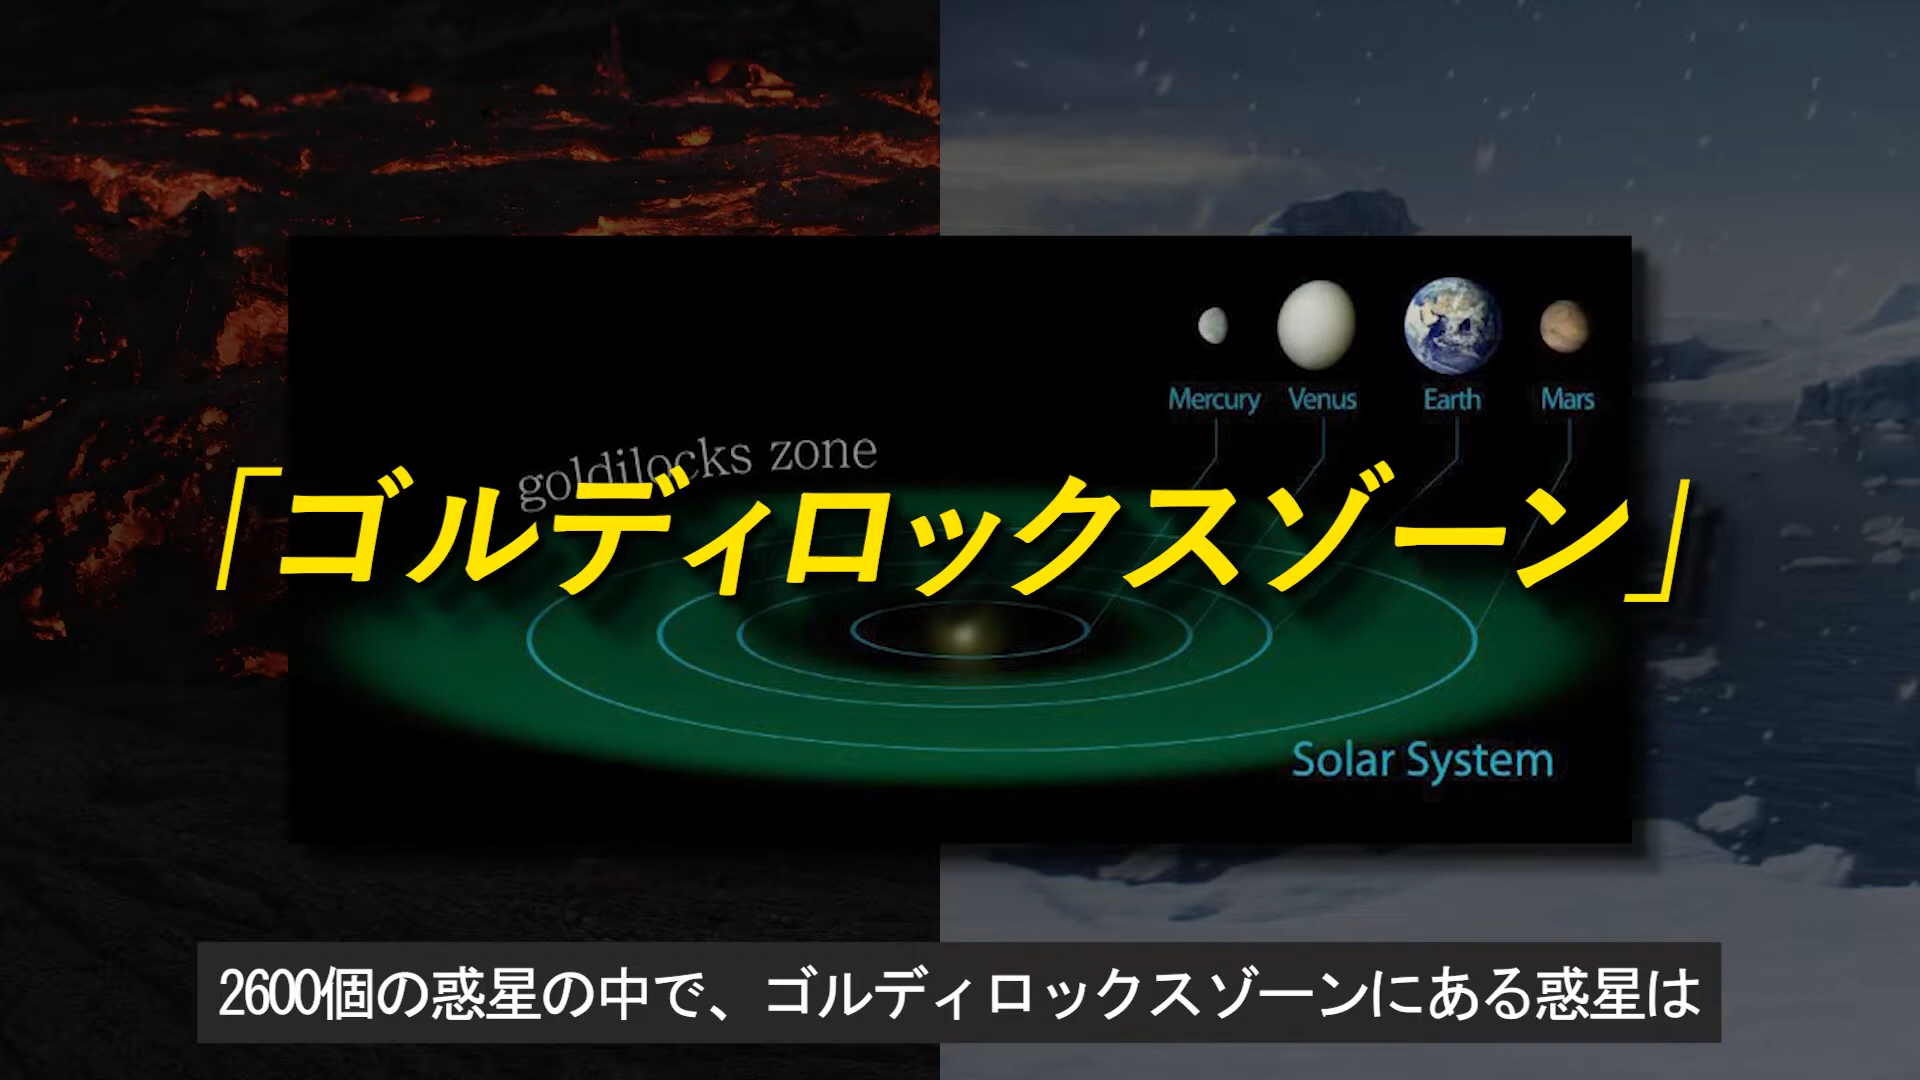 Mercury Venus Earth Mars
goldilocks zone
「ゴルディロックスゾーン」
Solar System
2600個の惑星の中で、ゴルディロックスゾーンにある惑星は